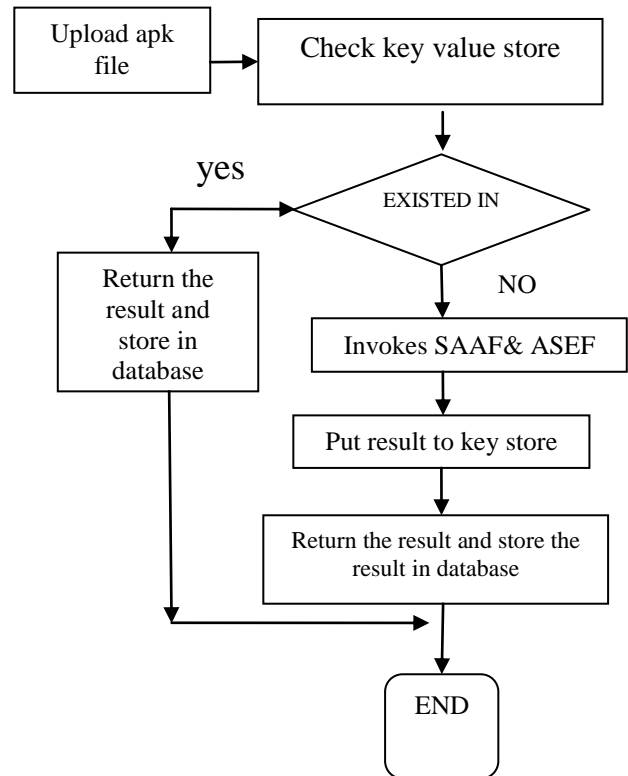 Upload apk
file
Check key value store
yes
EXISTED IN
Return the
result and
store in
database
NO
Invokes SAAF& ASEF
Put result to key store
Return the result and store the
result in database
END